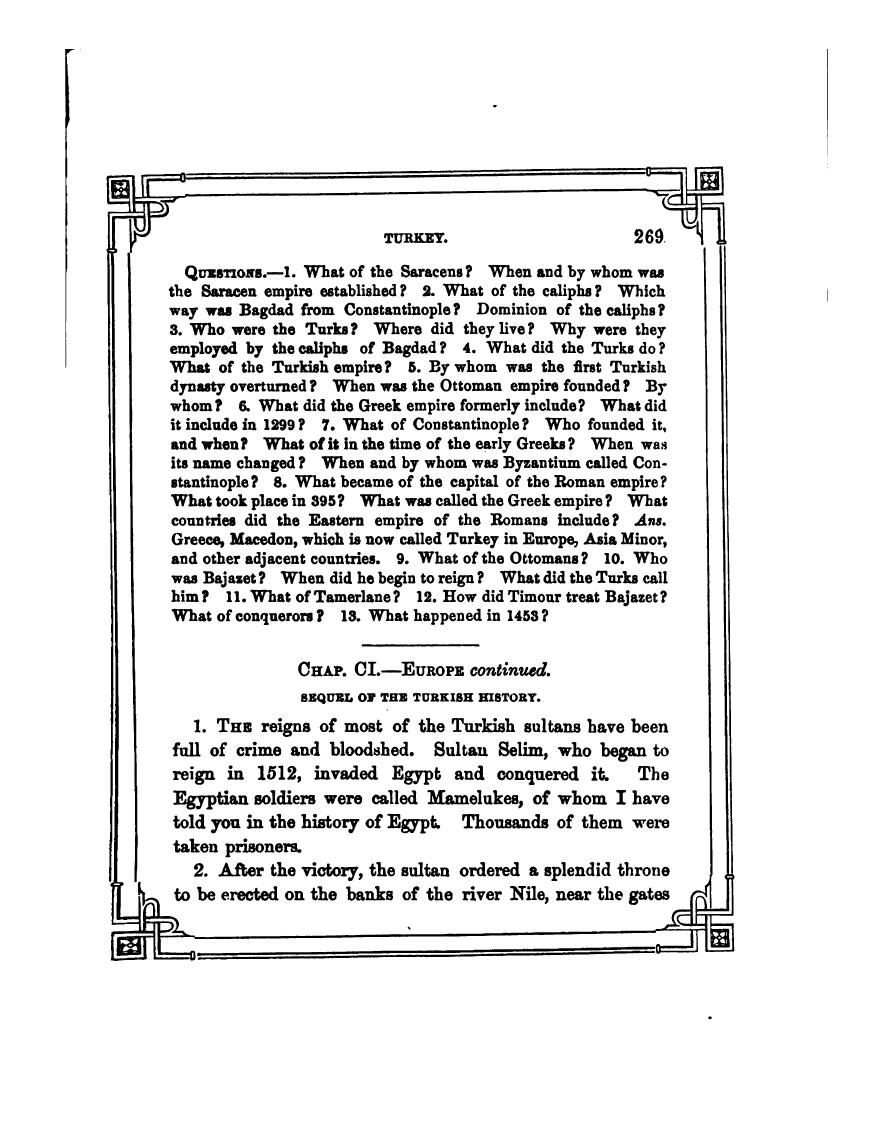 TURKEY. 269
QUESTIONS.—1. What of the Saracens? When and by whom was
the Saracen empire established? 2. What of the caliphs? Which
way was Bagdad from Constantinople? Dominion of the caliphs?
3. Who were the Turks? Where did they live? Why were they
employed by the caliphs of Bagdad? 4. What did the Turks do?
What of the Turkish empire? 5. By whom was the first Turkish
dynasty overturned? When was the Ottoman empire founded? By
whom? 6. What did the Greek empire formerly include? What did
it include in 1299? 7. What of Constantinople? Who founded it,
and when? What of it in the time of the early Greeks? When was
its name changed? When and by whom was Byzantium called Con-
stantinople? 8. What became of the capital of the Roman empire?
What took place in 395? What was called the Greek empire? What
countries did the Eastern empire of the Romans include? Ans.
Greece, Macedon, which is now called Turkey in Europe, Asia Minor,
and other adjacent countries. 9. What of the Ottomans? 10. Who
was Bajazet? When did he begin to reign? What did the Turks call
him? 11. What of Tamerlane? 12. How did Timour treat Bajazet?
What of conquerors? 13. What happened in 1453?
CHAP. CI.—EUROPE continued.
SEQUEL OF THE TURKISH HISTORY.
1. THE reigns of most of the Turkish sultans have been
full of crime and bloodshed. Sultan Selim, who began to
reign in 1512, invaded Egypt and conquered it. The
Egyptian soldiers were called Mamelukes, of whom I have
told you in the history of Egypt. Thousands of them were
taken prisoners.
2. After the victory, the sultan ordered a splendid throne
to be erected on the banks of the river Nile, near the gates